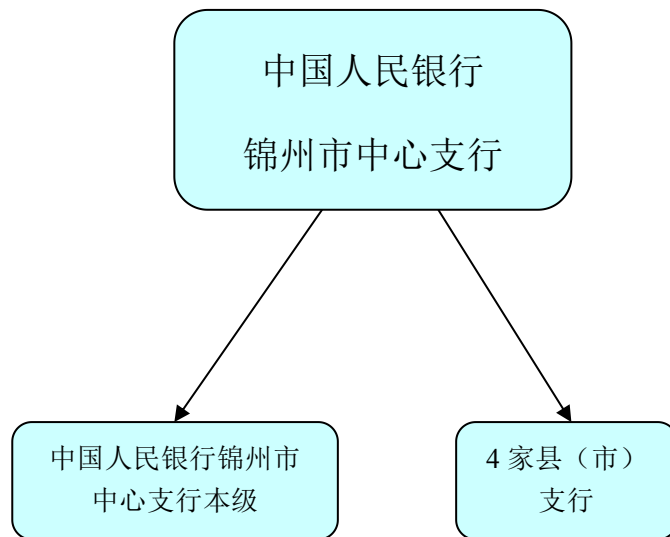 中国人民银行
锦州市中心支行
中国人民银行锦州市
中心支行本级
4 家县（市）
支行